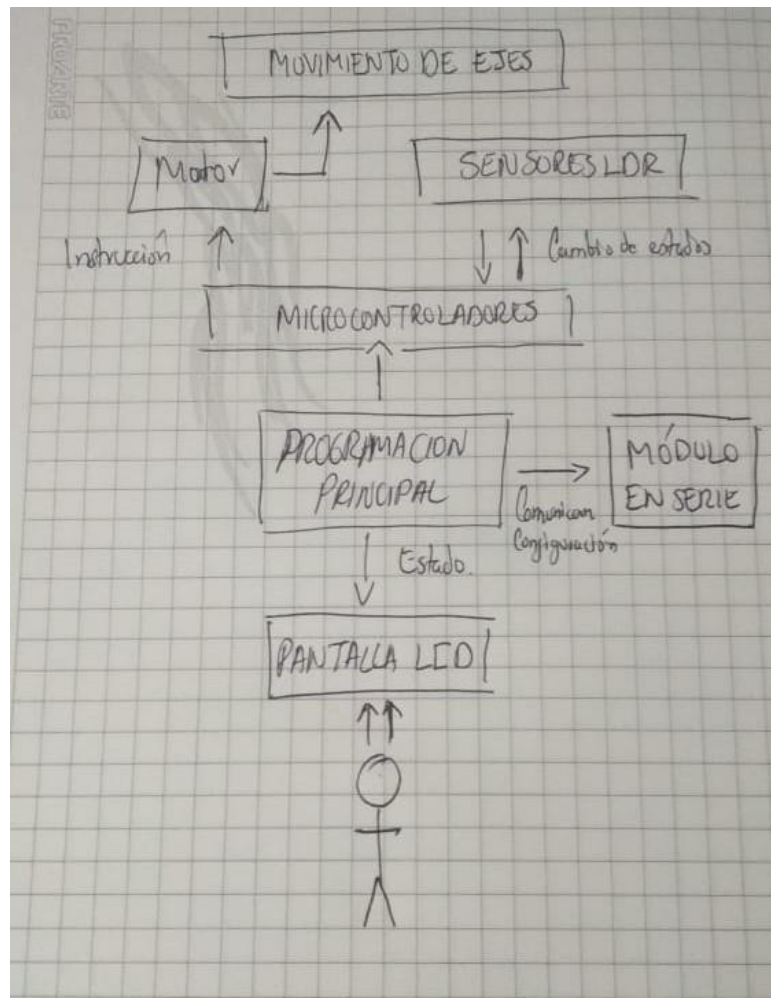 PROARTE
MOVIMIENTO DE EJES
Motor
SENSORES LDR
Instrucción
Cambio de estados
MICROCONTROLADORES
PROGRAMACION
PRINCIPAL
MÓDULO
EN SERIE
Comunican
Configuración
Estado.
PANTALLA LCD